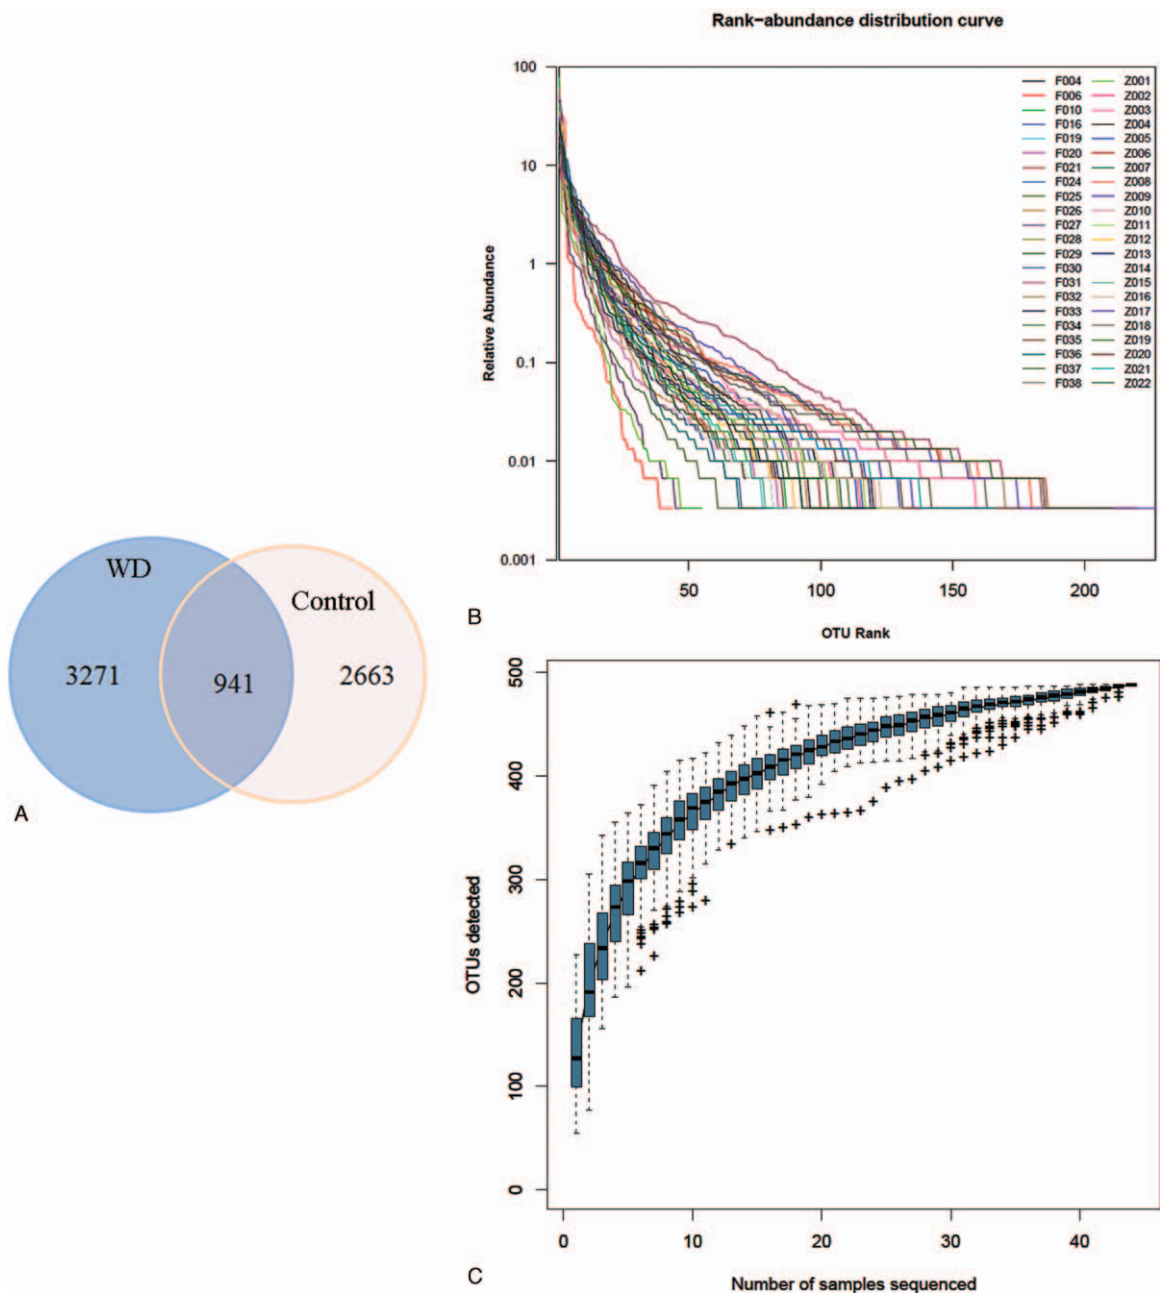 Rank−abundance distribution curve
100
10
1
0.1
0.01
0.001
Relative Abundance
F004 Z001
F006 Z002
F010 Z003
F016 Z004
F019 Z005
F020 Z006
F021 Z007
F024 Z008
F025 Z009
F026 Z010
F027 Z011
F028 Z012
F029 Z013
F030 Z014
F031 Z015
F032 Z016
F033 Z017
F034 Z018
F035 Z019
F036 Z020
F037 Z021
F038 Z022
50 100 150 200
OTU Rank
B
WD
Control
3271
941
2663
A
500
400
300
200
100
0
OTUs detected
0 10 20 30 40
Number of samples sequenced
C